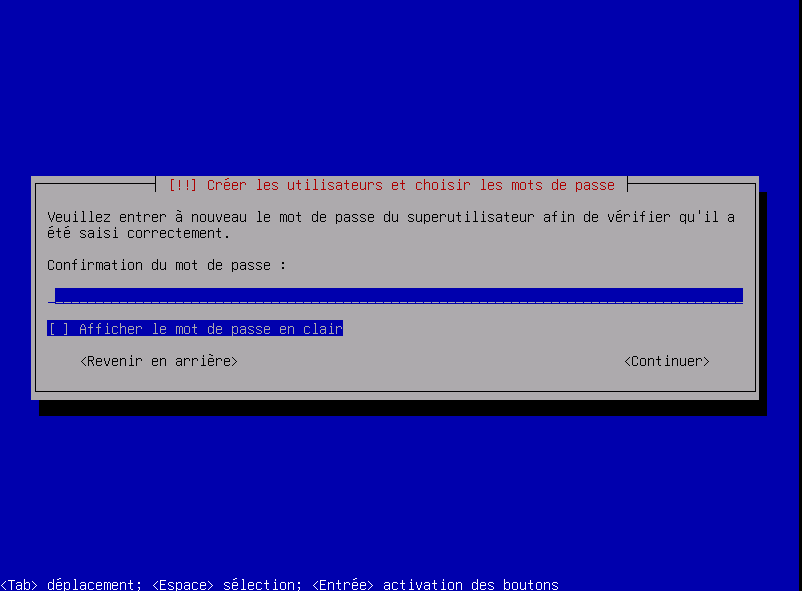 [!!] Créer les utilisateurs et choisir les mots de passe
Veuillez entrer à nouveau le mot de passe du superutilisateur afin de vérifier qu'il a
été saisi correctement.
Confirmation du mot de passe :
[ ] Afficher le mot de passe en clair
<Revenir en arrière> <Continuer>
<Tab> déplacement; <Espace> sélection; <Entrée> activation des boutons